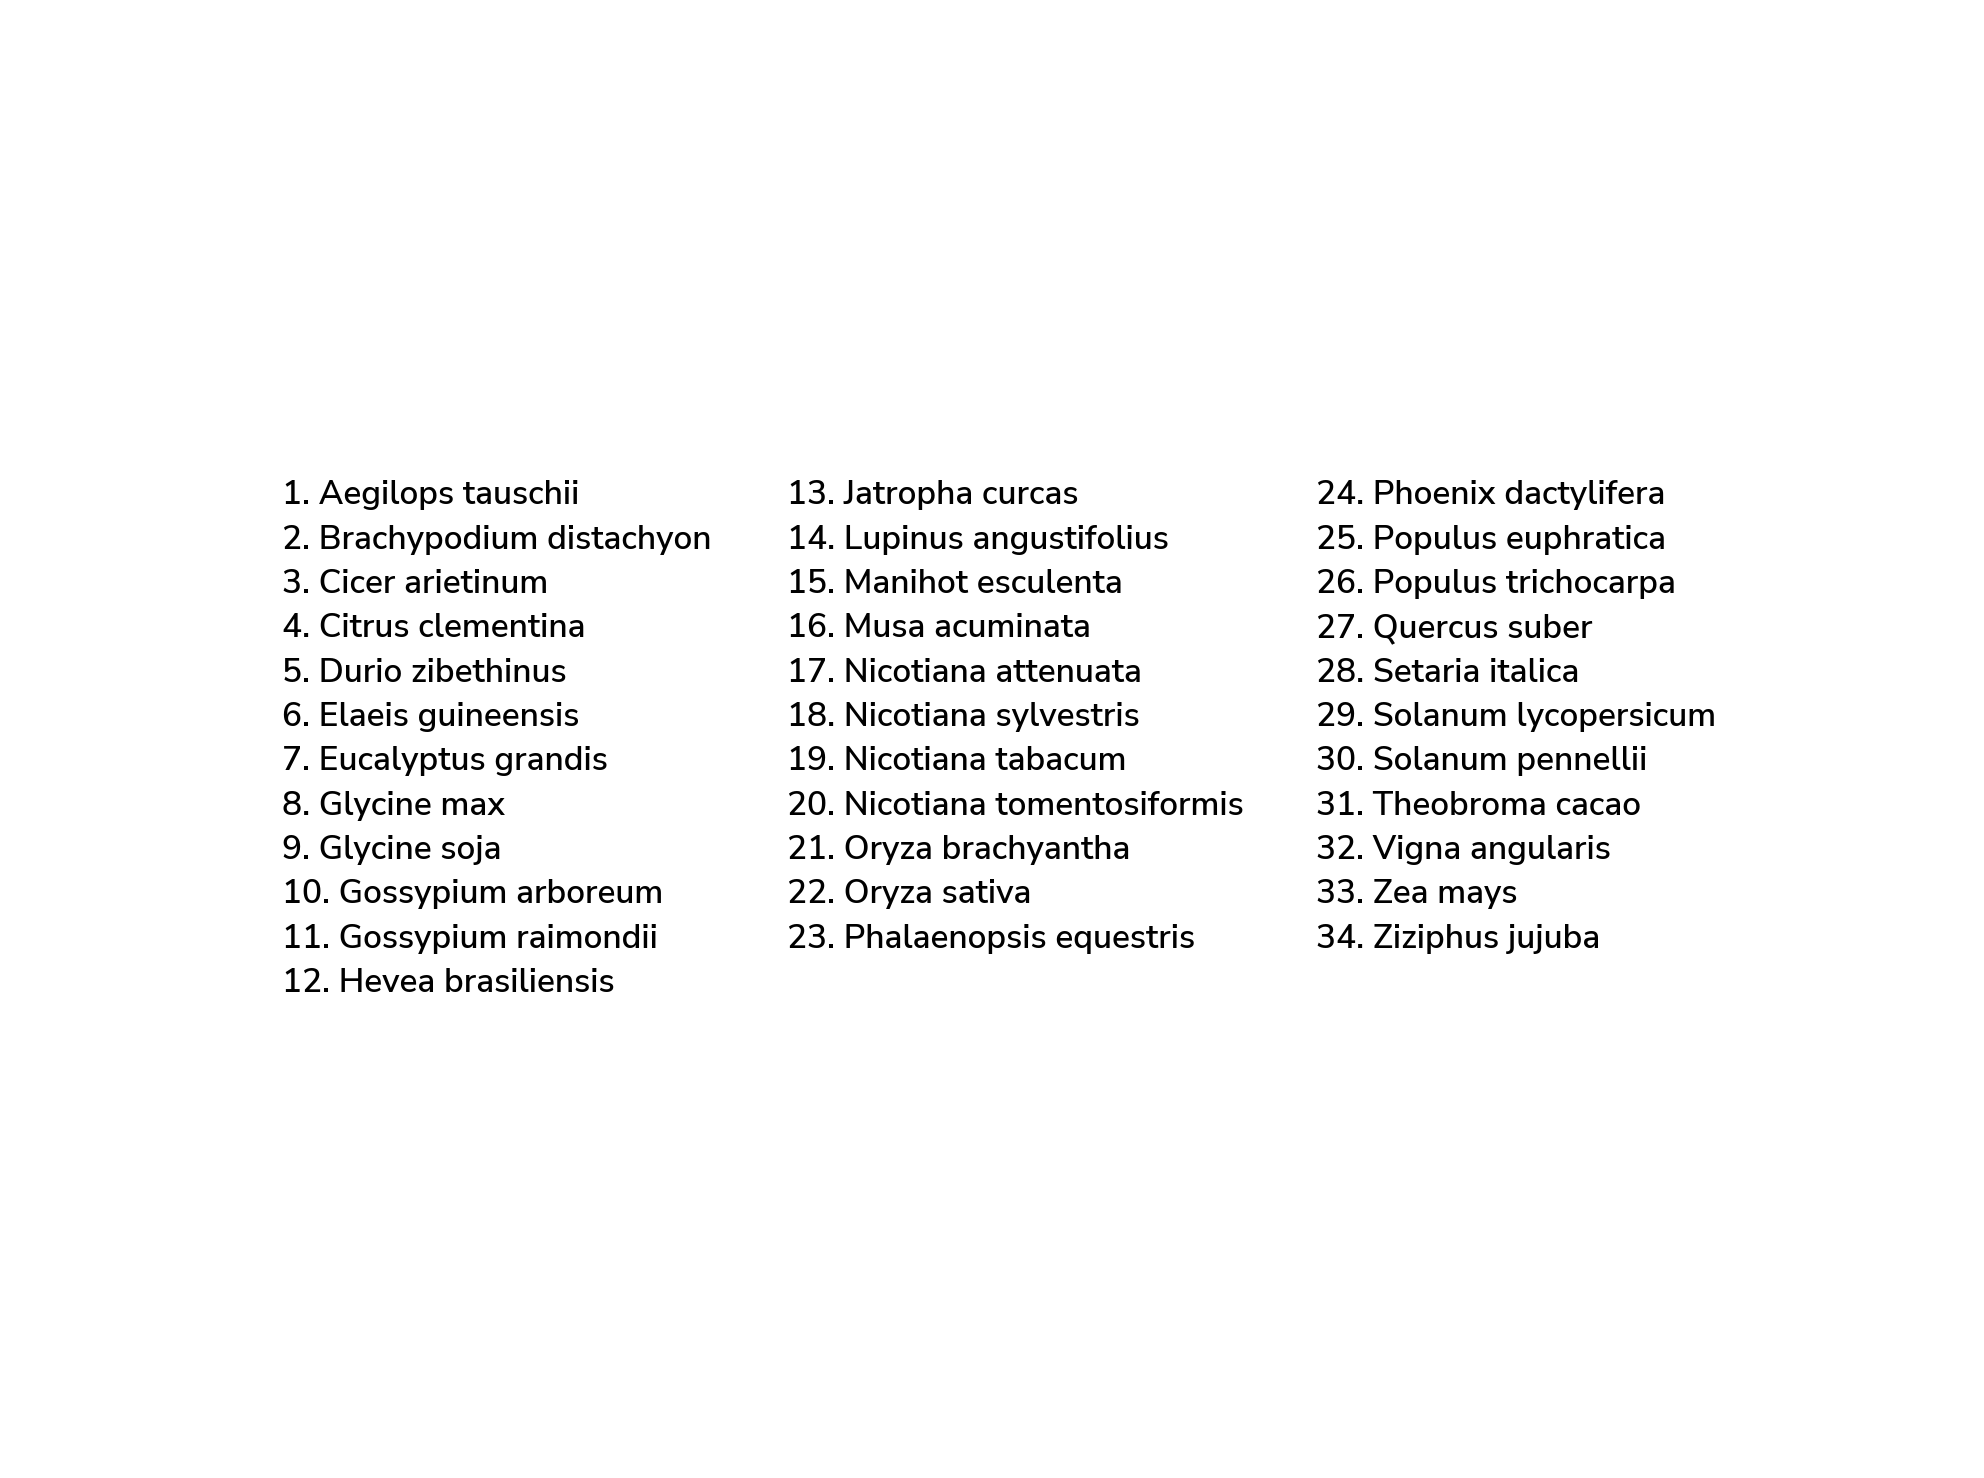 1. Aegilops tauschii
2. Brachypodium distachyon
3. Cicer arietinum
4. Citrus clementina
5. Durio zibethinus
6. Elaeis guineensis
7. Eucalyptus grandis
8. Glycine max
9. Glycine soja
10. Gossypium arboreum
11. Gossypium raimondii
12. Hevea brasiliensis
13. Jatropha curcas
14. Lupinus angustifolius
15. Manihot esculenta
16. Musa acuminata
17. Nicotiana attenuata
18. Nicotiana sylvestris
19. Nicotiana tabacum
20. Nicotiana tomentosiformis
21. Oryza brachyantha
22. Oryza sativa
23. Phalaenopsis equestris
24. Phoenix dactylifera
25. Populus euphratica
26. Populus trichocarpa
27. Quercus suber
28. Setaria italica
29. Solanum lycopersicum
30. Solanum pennellii
31. Theobroma cacao
32. Vigna angularis
33. Zea mays
34. Ziziphus jujuba